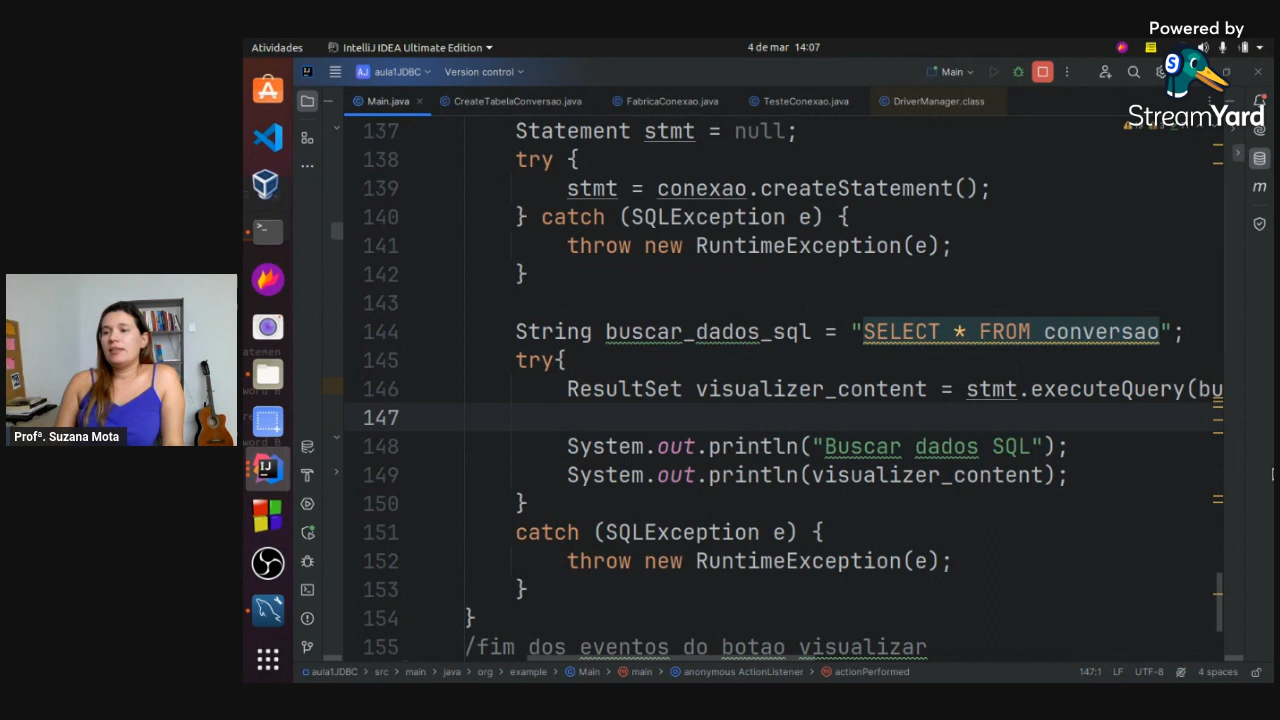 Powered by
StreamYard
Atividades
IntelliJ IDEA Ultimate Edition
4 de mar 14:07
AJ aula1JDBC Version control
Main
Main.java CreateTabelaConversao.java FabricaConexao.java TesteConexao.java DriverManager.class
137 Statement stmt = null;
138 try {
139 stmt = conexao.createStatement();
140 } catch (SQLException e) {
141 throw new RuntimeException(e);
142 }
143
144 String buscar_dados_sql = "SELECT * FROM conversao";
145 try{
146 ResultSet visualizer_content = stmt.executeQuery(bu
147
148 System.out.println("Buscar dados SQL");
149 System.out.println(visualizer_content);
150 }
151 catch (SQLException e) {
152 throw new RuntimeException(e);
153 }
154 }
155 /fim dos eventos do botao visualizar
aula1JDBC src main java org example Main main anonymous ActionListener actionPerformed
147:1 LF UTF-8 4 spaces
Profª. Suzana Mota